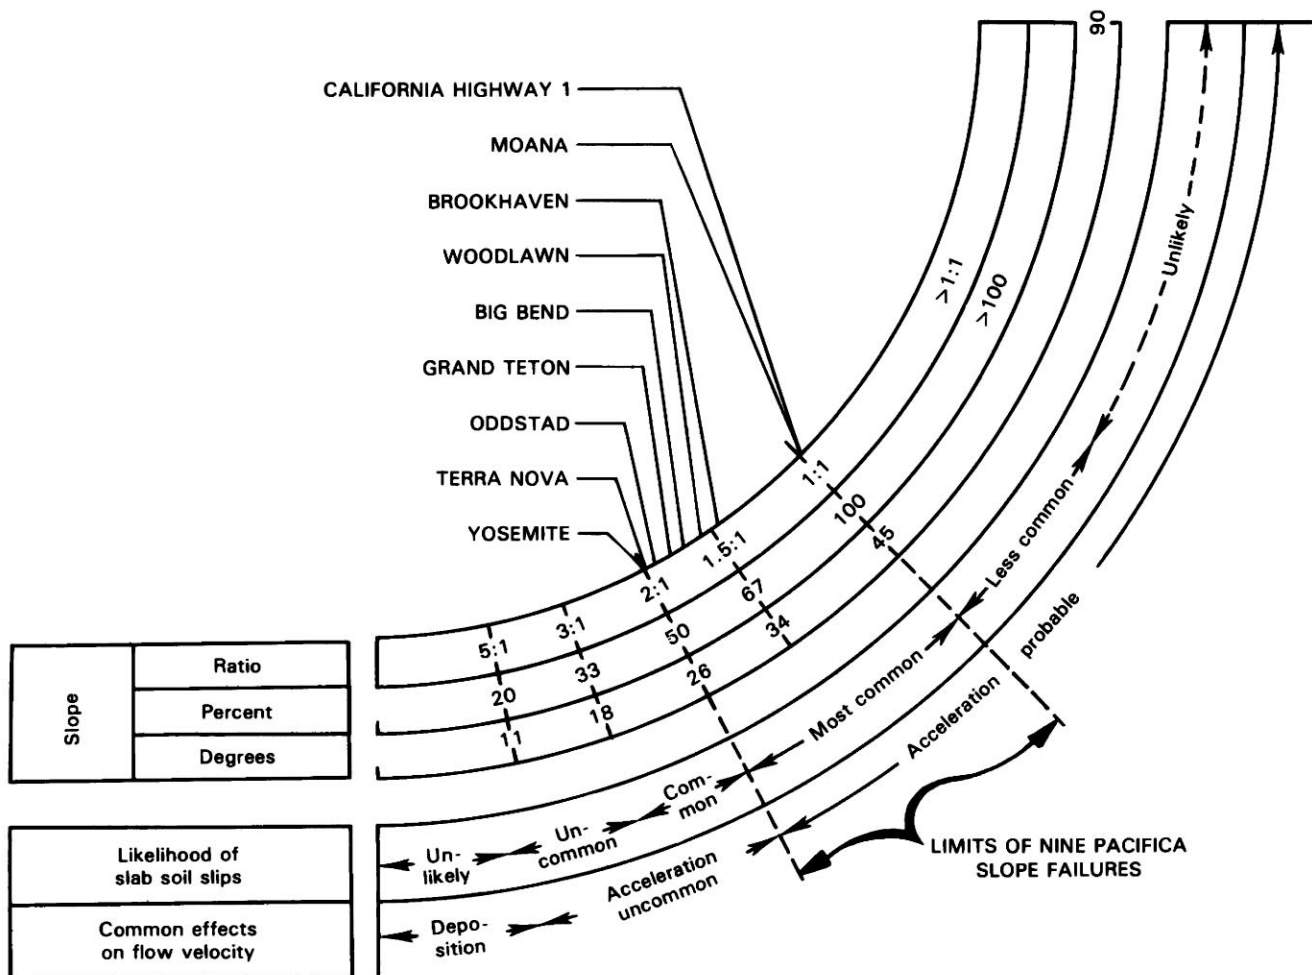 CALIFORNIA HIGHWAY 1
MOANA
BROOKHAVEN
WOODLAWN
BIG BEND
GRAND TETON
ODDSTAD
TERRA NOVA
YOSEMITE
Slope
Ratio
5:1
3:1
2:1
1.5:1
1:1
>1:1
Percent
20
33
50
67
100
>100
Degrees
11
18
26
34
45
90
Likelihood of
slab soil slips
Un-
likely
Un-
common
Com-
mon
Most common
Less common
Unlikely
Common effects
on flow velocity
Depo-
sition
Acceleration
uncommon
Acceleration
probable
LIMITS OF NINE PACIFICA
SLOPE FAILURES